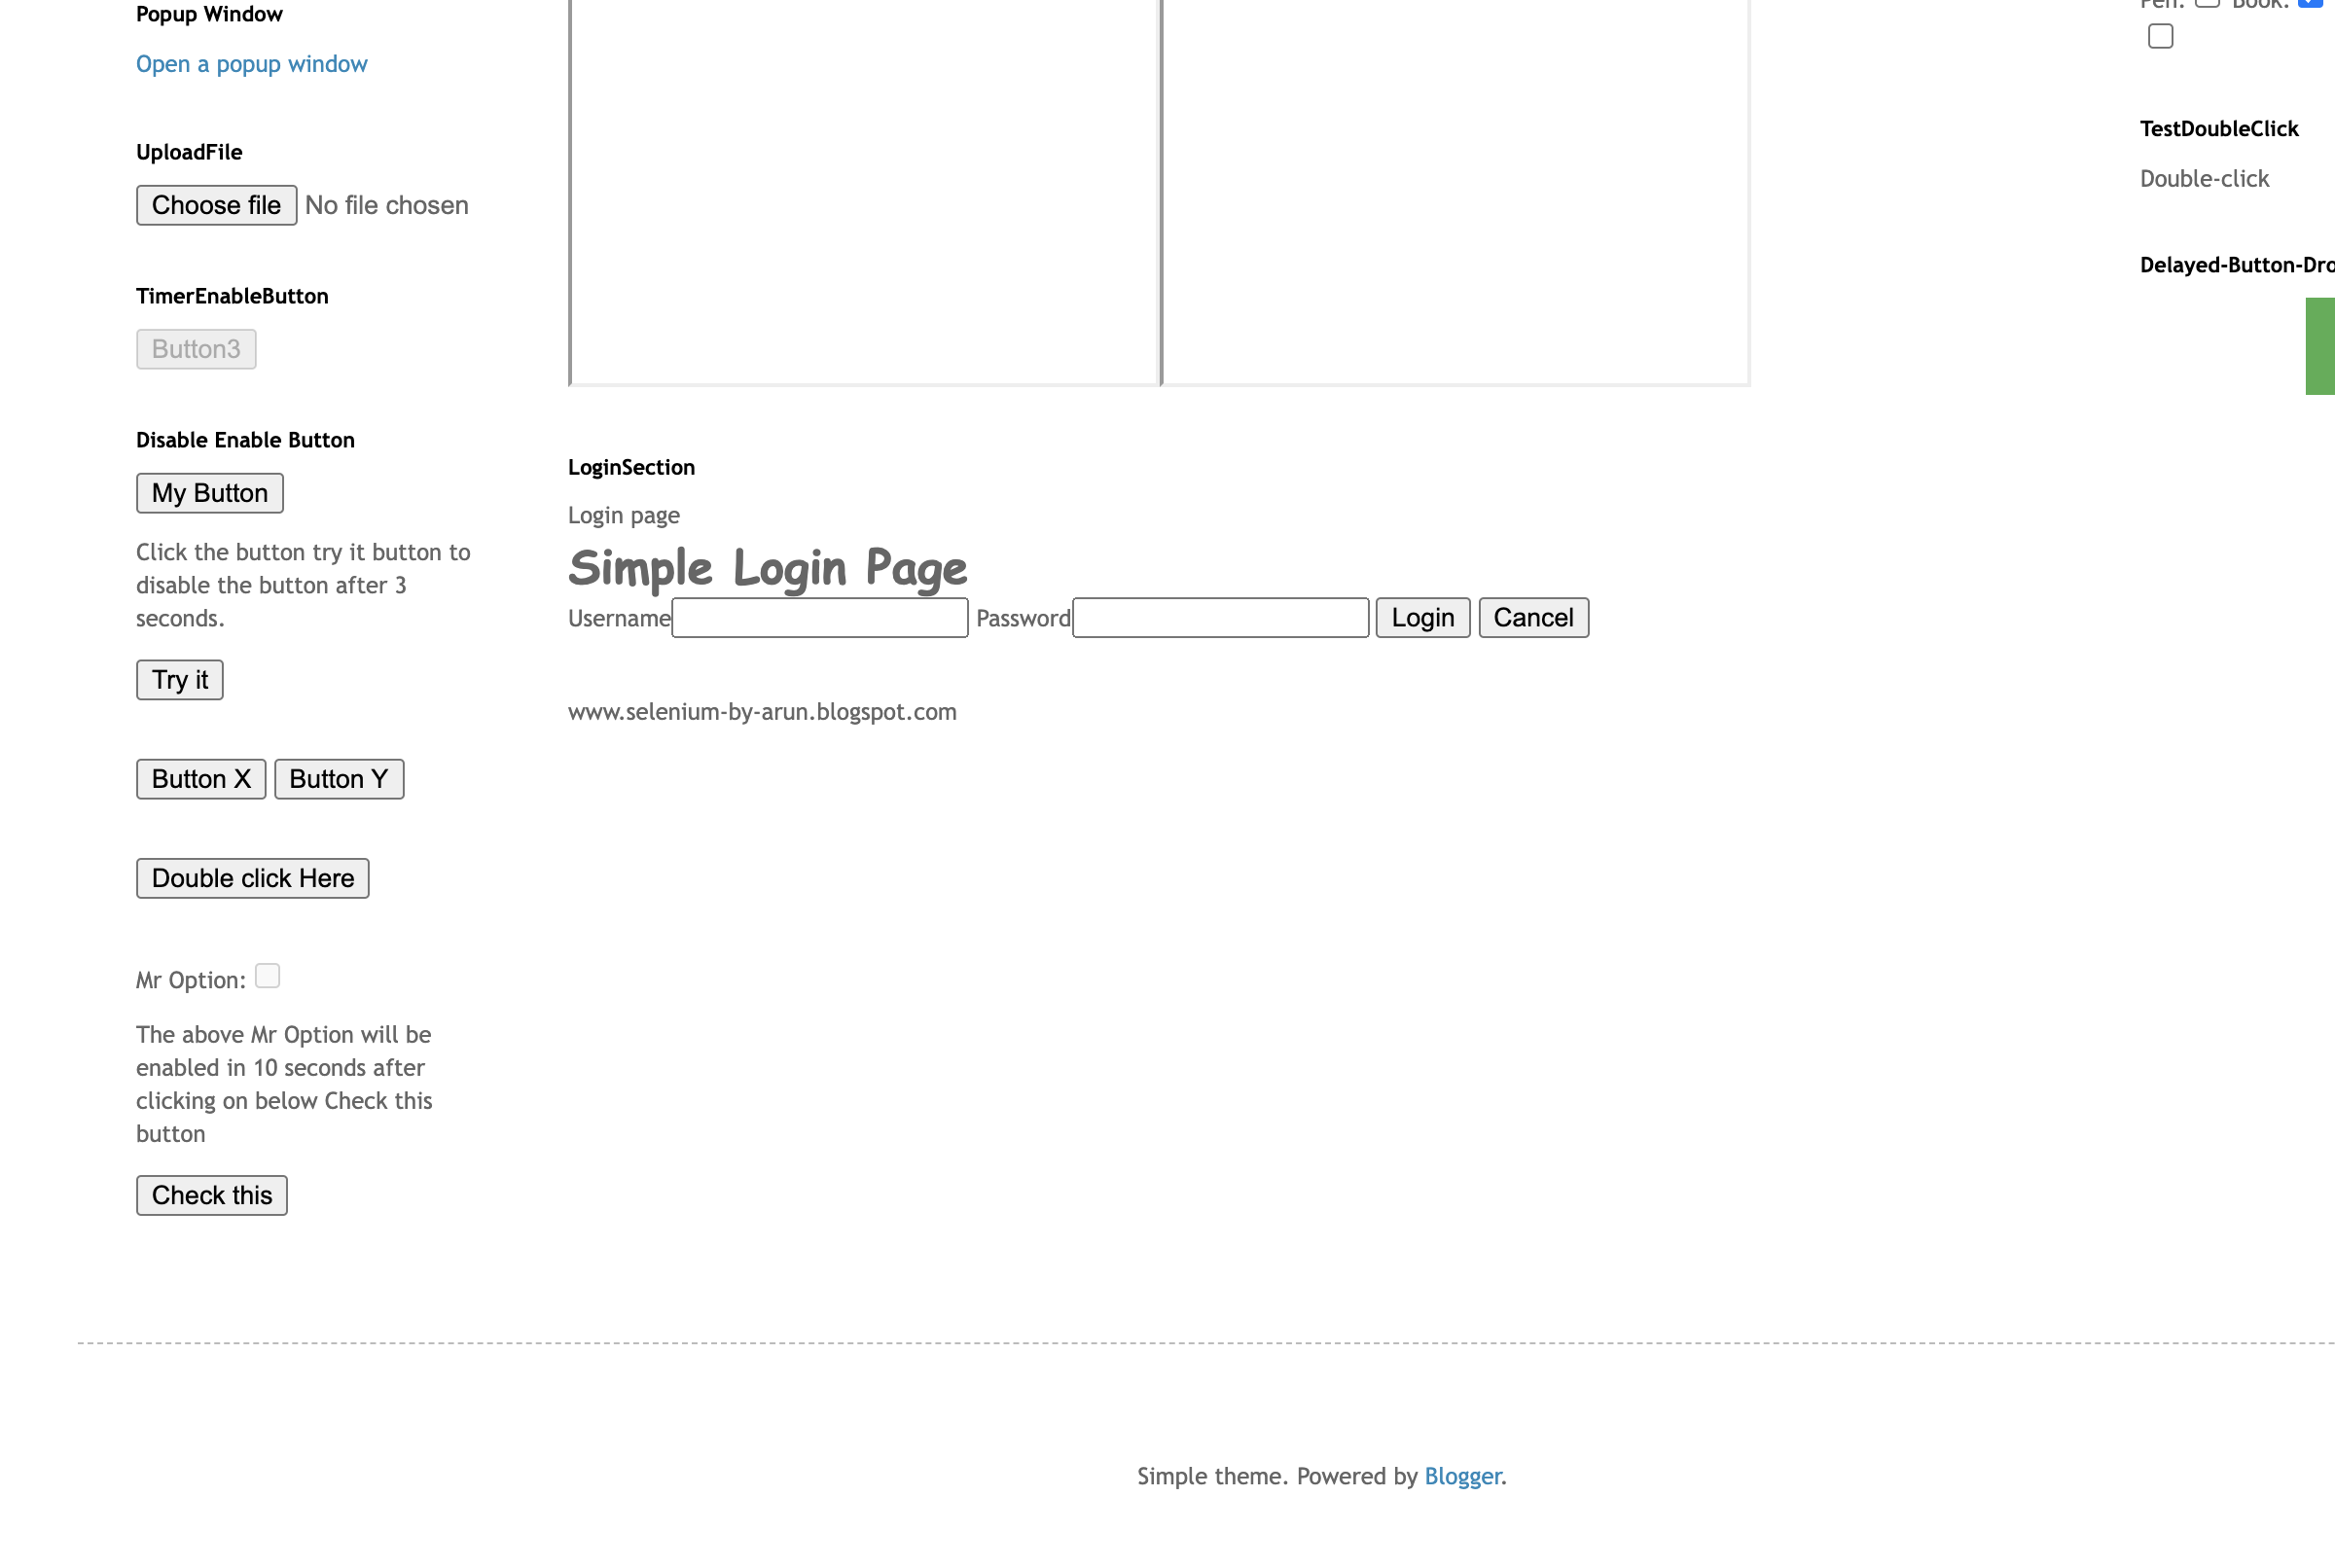 Popup Window
Open a popup window
UploadFile
Choose file No file chosen
TimerEnableButton
Button3
Disable Enable Button
My Button
Click the button try it button to
disable the button after 3
seconds.
Try it
Button X Button Y
Double click Here
Mr Option:
The above Mr Option will be
enabled in 10 seconds after
clicking on below Check this
button
Check this
LoginSection
Login page
Simple Login Page
Username Password Login Cancel
www.selenium-by-arun.blogspot.com
Pen: Book:
TestDoubleClick
Double-click
Delayed-Button-Dro
Simple theme. Powered by Blogger.